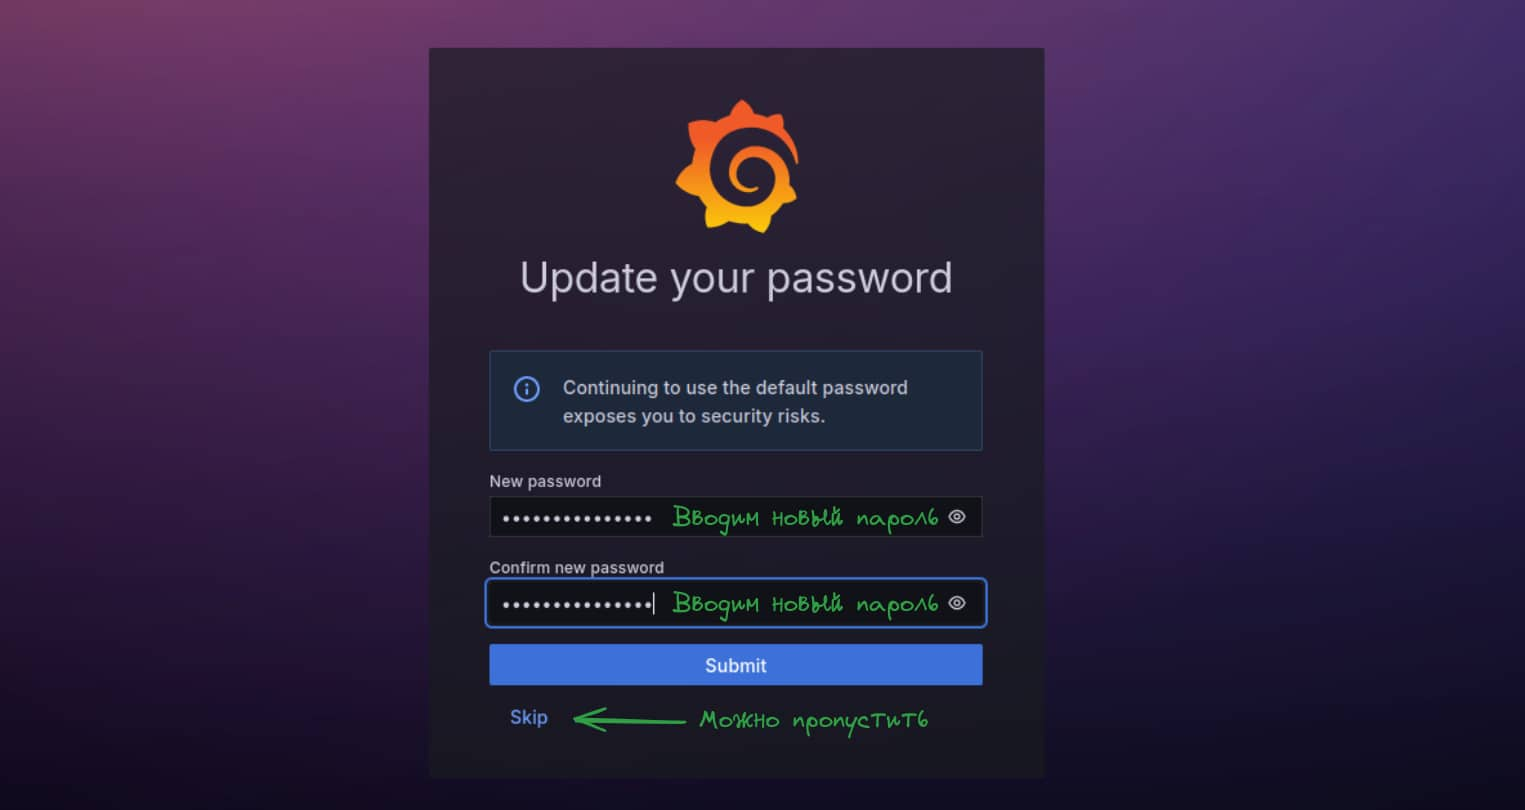 Update your password
Continuing to use the default password
exposes you to security risks.
New password
••••••••••••••• Вводим новый пароль
Confirm new password
••••••••••••••• Вводим новый пароль
Submit
Skip Можно пропустить